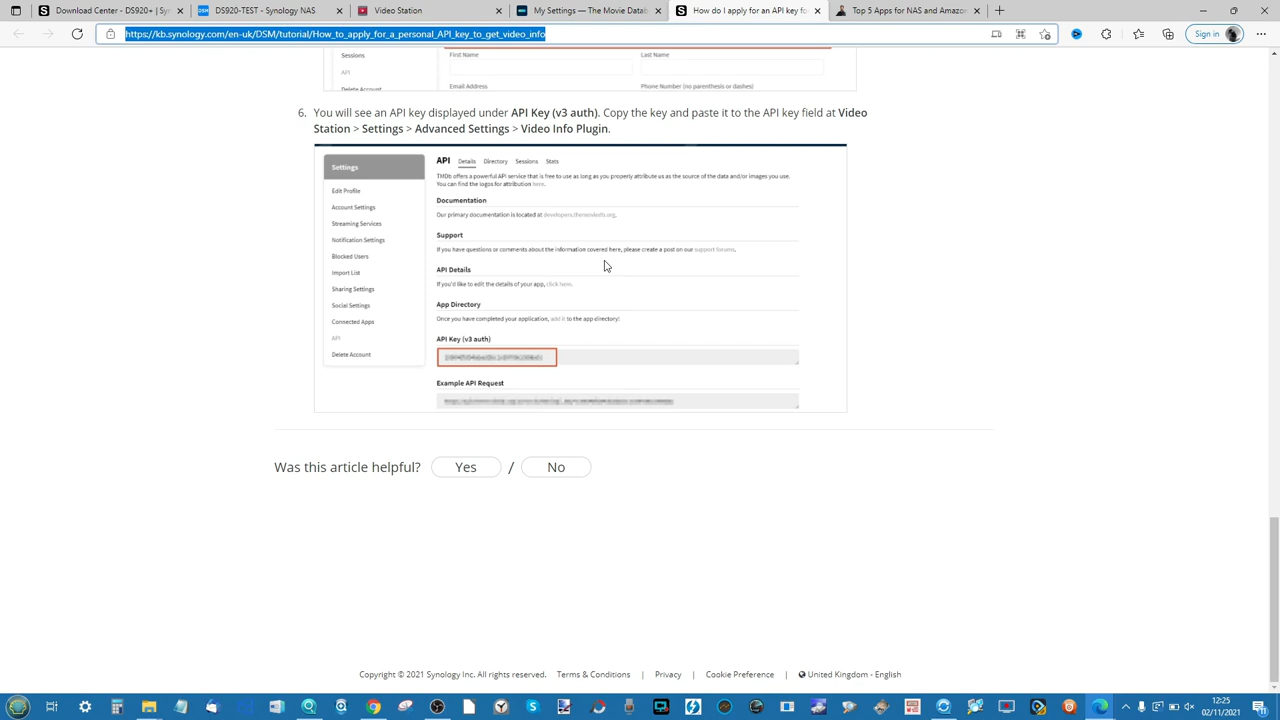 Download Center - DS920+ | Syn
DS920-TEST - Synology NAS
My Settings — The Movie Datab
How do I apply for an API key fo
Top 5 4K DVs and Amazon
https://kb.synology.com/en-uk/DSM/tutorial/How_to_apply_for_a_personal_API_key_to_get_video_info
Sign in
Sessions
API
Delete Account
First Name
Last Name
Email Address
Phone Number (no parenthesis or dashes)
6. You will see an API key displayed under API Key (v3 auth). Copy the key and paste it to the API key field at Video
Station > Settings > Advanced Settings > Video Info Plugin.
Settings
Edit Profile
Account Settings
Streaming Services
Notification Settings
Blocked Users
Import List
Sharing Settings
Social Settings
Connected Apps
API
Delete Account
API Details Directory Sessions Stats
TMDb offers a powerful API service that is free to use as long as you properly attribute us as the source of the data and/or images you use.
You can find the logos for attribution here.
Documentation
Our primary documentation is located at developers.themoviedb.org.
Support
If you have questions or comments about the information covered here, please create a post on our support forums.
API Details
If you'd like to edit the details of your app, click here.
App Directory
Once you have completed your application, add it to the app directory!
API Key (v3 auth)
Example API Request
Was this article helpful? Yes / No
Copyright © 2021 Synology Inc. All rights reserved. Terms & Conditions | Privacy | Cookie Preference | United Kingdom - English
12:25
02/11/2021